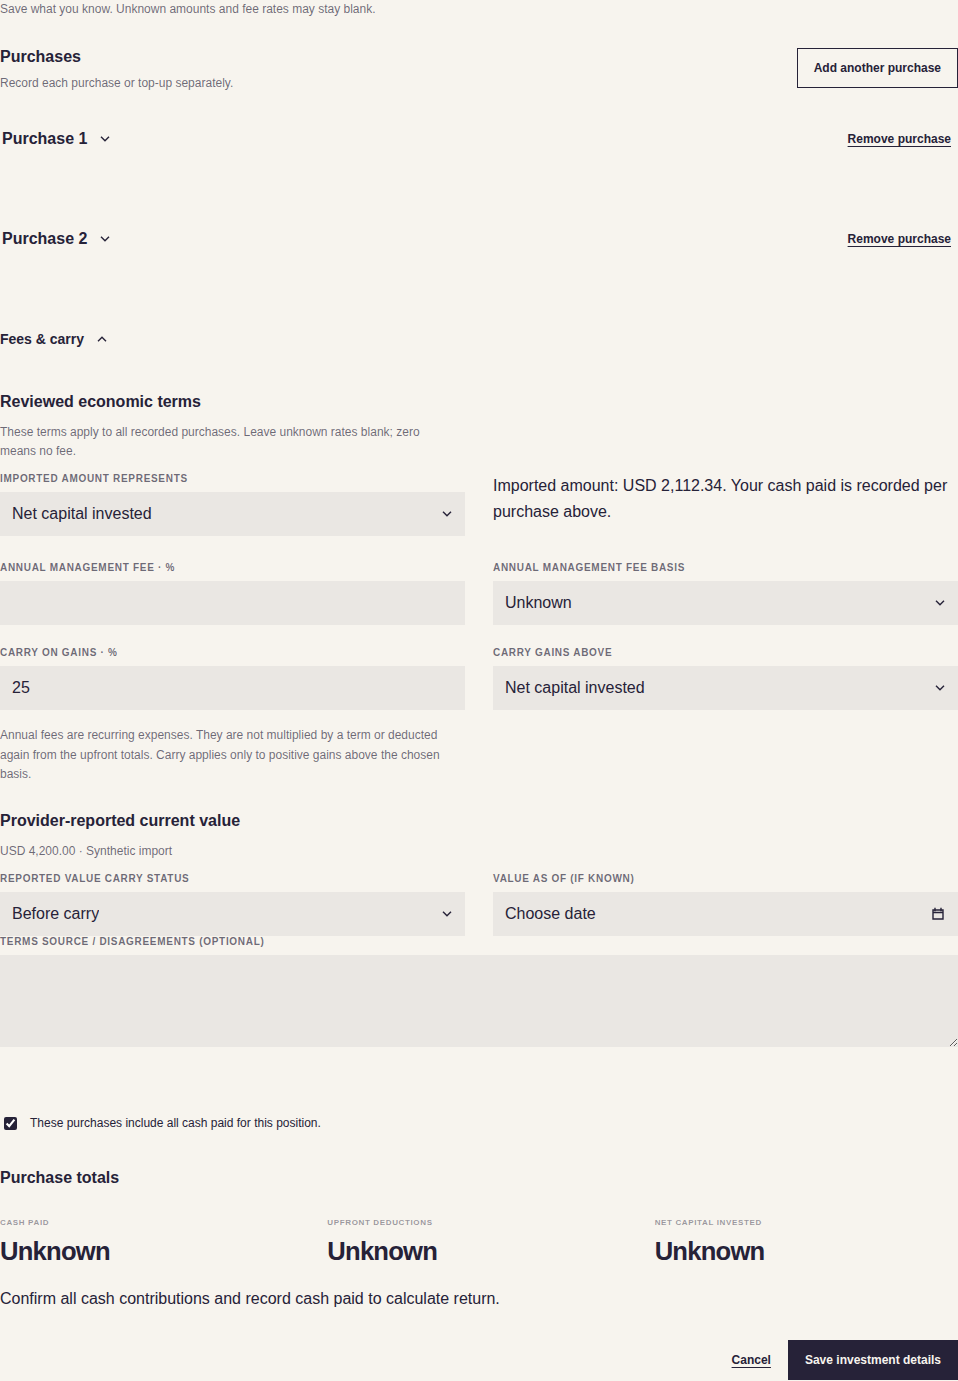 Save what you know. Unknown amounts and fee rates may stay blank.
Purchases
Add another purchase
Record each purchase or top-up separately.
Purchase 1
Remove purchase
Purchase 2
Remove purchase
Fees & carry
Reviewed economic terms
These terms apply to all recorded purchases. Leave unknown rates blank; zero
means no fee.
IMPORTED AMOUNT REPRESENTS
Net capital invested
Imported amount: USD 2,112.34. Your cash paid is recorded per
purchase above.
ANNUAL MANAGEMENT FEE · %
ANNUAL MANAGEMENT FEE BASIS
Unknown
CARRY ON GAINS · %
25
CARRY GAINS ABOVE
Net capital invested
Annual fees are recurring expenses. They are not multiplied by a term or deducted
again from the upfront totals. Carry applies only to positive gains above the chosen
basis.
Provider-reported current value
USD 4,200.00 · Synthetic import
REPORTED VALUE CARRY STATUS
Before carry
VALUE AS OF (IF KNOWN)
Choose date
TERMS SOURCE / DISAGREEMENTS (OPTIONAL)
These purchases include all cash paid for this position.
Purchase totals
CASH PAID
Unknown
UPFRONT DEDUCTIONS
Unknown
NET CAPITAL INVESTED
Unknown
Confirm all cash contributions and record cash paid to calculate return.
Cancel
Save investment details